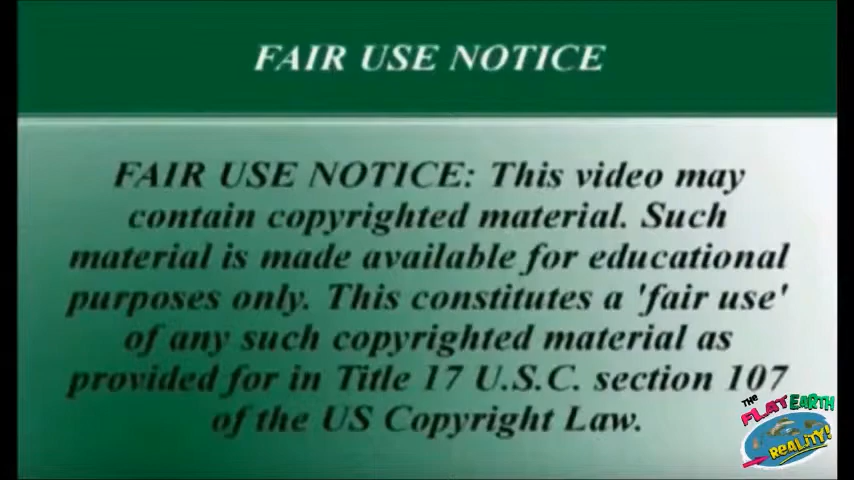 FAIR USE NOTICE
FAIR USE NOTICE: This video may
contain copyrighted material. Such
material is made available for educational
purposes only. This constitutes a 'fair use'
of any such copyrighted material as
provided for in Title 17 U.S.C. section 107
of the US Copyright Law.
THE
FLAT EARTH
REALITY!